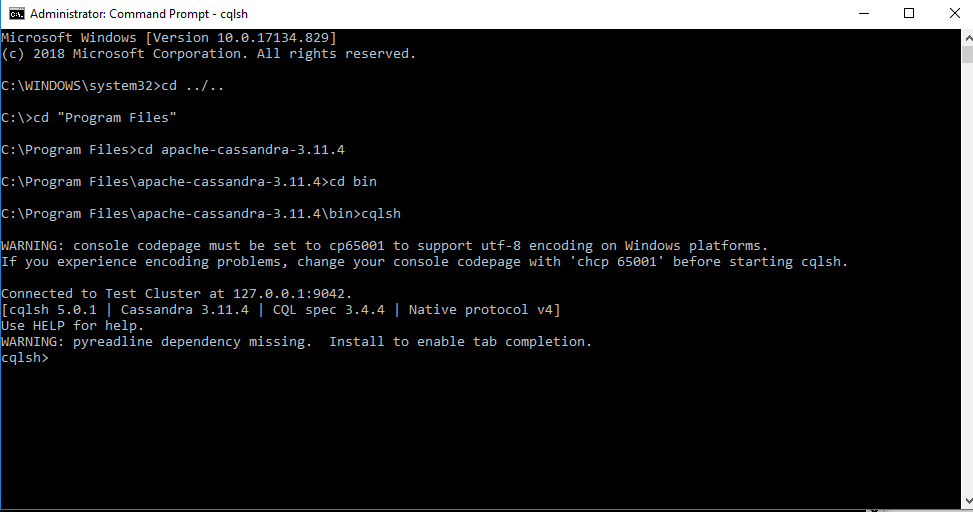 Administrator: Command Prompt - cqlsh
Microsoft Windows [Version 10.0.17134.829]
(c) 2018 Microsoft Corporation. All rights reserved.
C:\WINDOWS\system32>cd ../..
C:\>cd "Program Files"
C:\Program Files>cd apache-cassandra-3.11.4
C:\Program Files\apache-cassandra-3.11.4>cd bin
C:\Program Files\apache-cassandra-3.11.4\bin>cqlsh
WARNING: console codepage must be set to cp65001 to support utf-8 encoding on Windows platforms.
If you experience encoding problems, change your console codepage with 'chcp 65001' before starting cqlsh.
Connected to Test Cluster at 127.0.0.1:9042.
[cqlsh 5.0.1 | Cassandra 3.11.4 | CQL spec 3.4.4 | Native protocol v4]
Use HELP for help.
WARNING: pyreadline dependency missing.  Install to enable tab completion.
cqlsh>